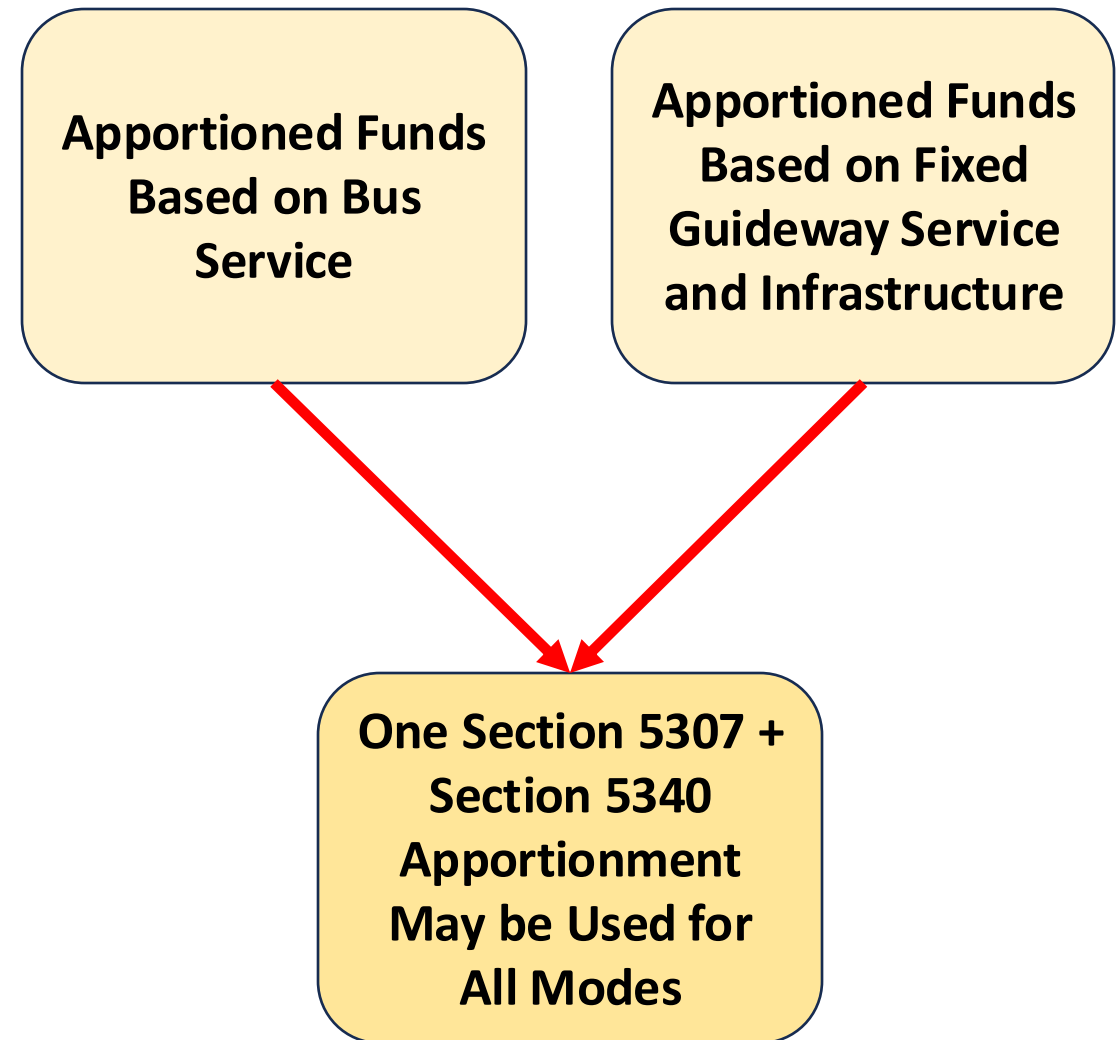 Apportioned Funds
Based on Bus
Service
Apportioned Funds
Based on Fixed
Guideway Service
and Infrastructure
One Section 5307 +
Section 5340
Apportionment
May be Used for
All Modes